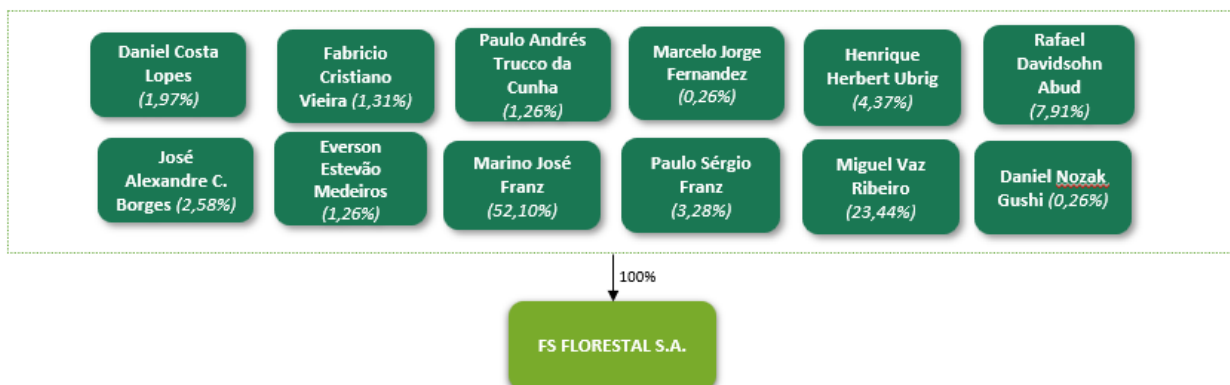 Daniel Costa
Lopes
(1,97%)
Fabricio
Cristiano
Vieira (1,31%)
Paulo Andrés
Trucco da
Cunha
(1,26%)
Marcelo Jorge
Fernandez
(0,26%)
Henrique
Herbert Ubrig
(4,37%)
Rafael
Davidsohn
Abud
(7,91%)
José
Alexandre C.
Borges (2,58%)
Everson
Estevão
Medeiros
(1,26%)
Marino José
Franz
(52,10%)
Paulo Sérgio
Franz
(3,28%)
Miguel Vaz
Ribeiro
(23,44%)
Daniel Nozak
Gushi (0,26%)
100%
FS FLORESTAL S.A.